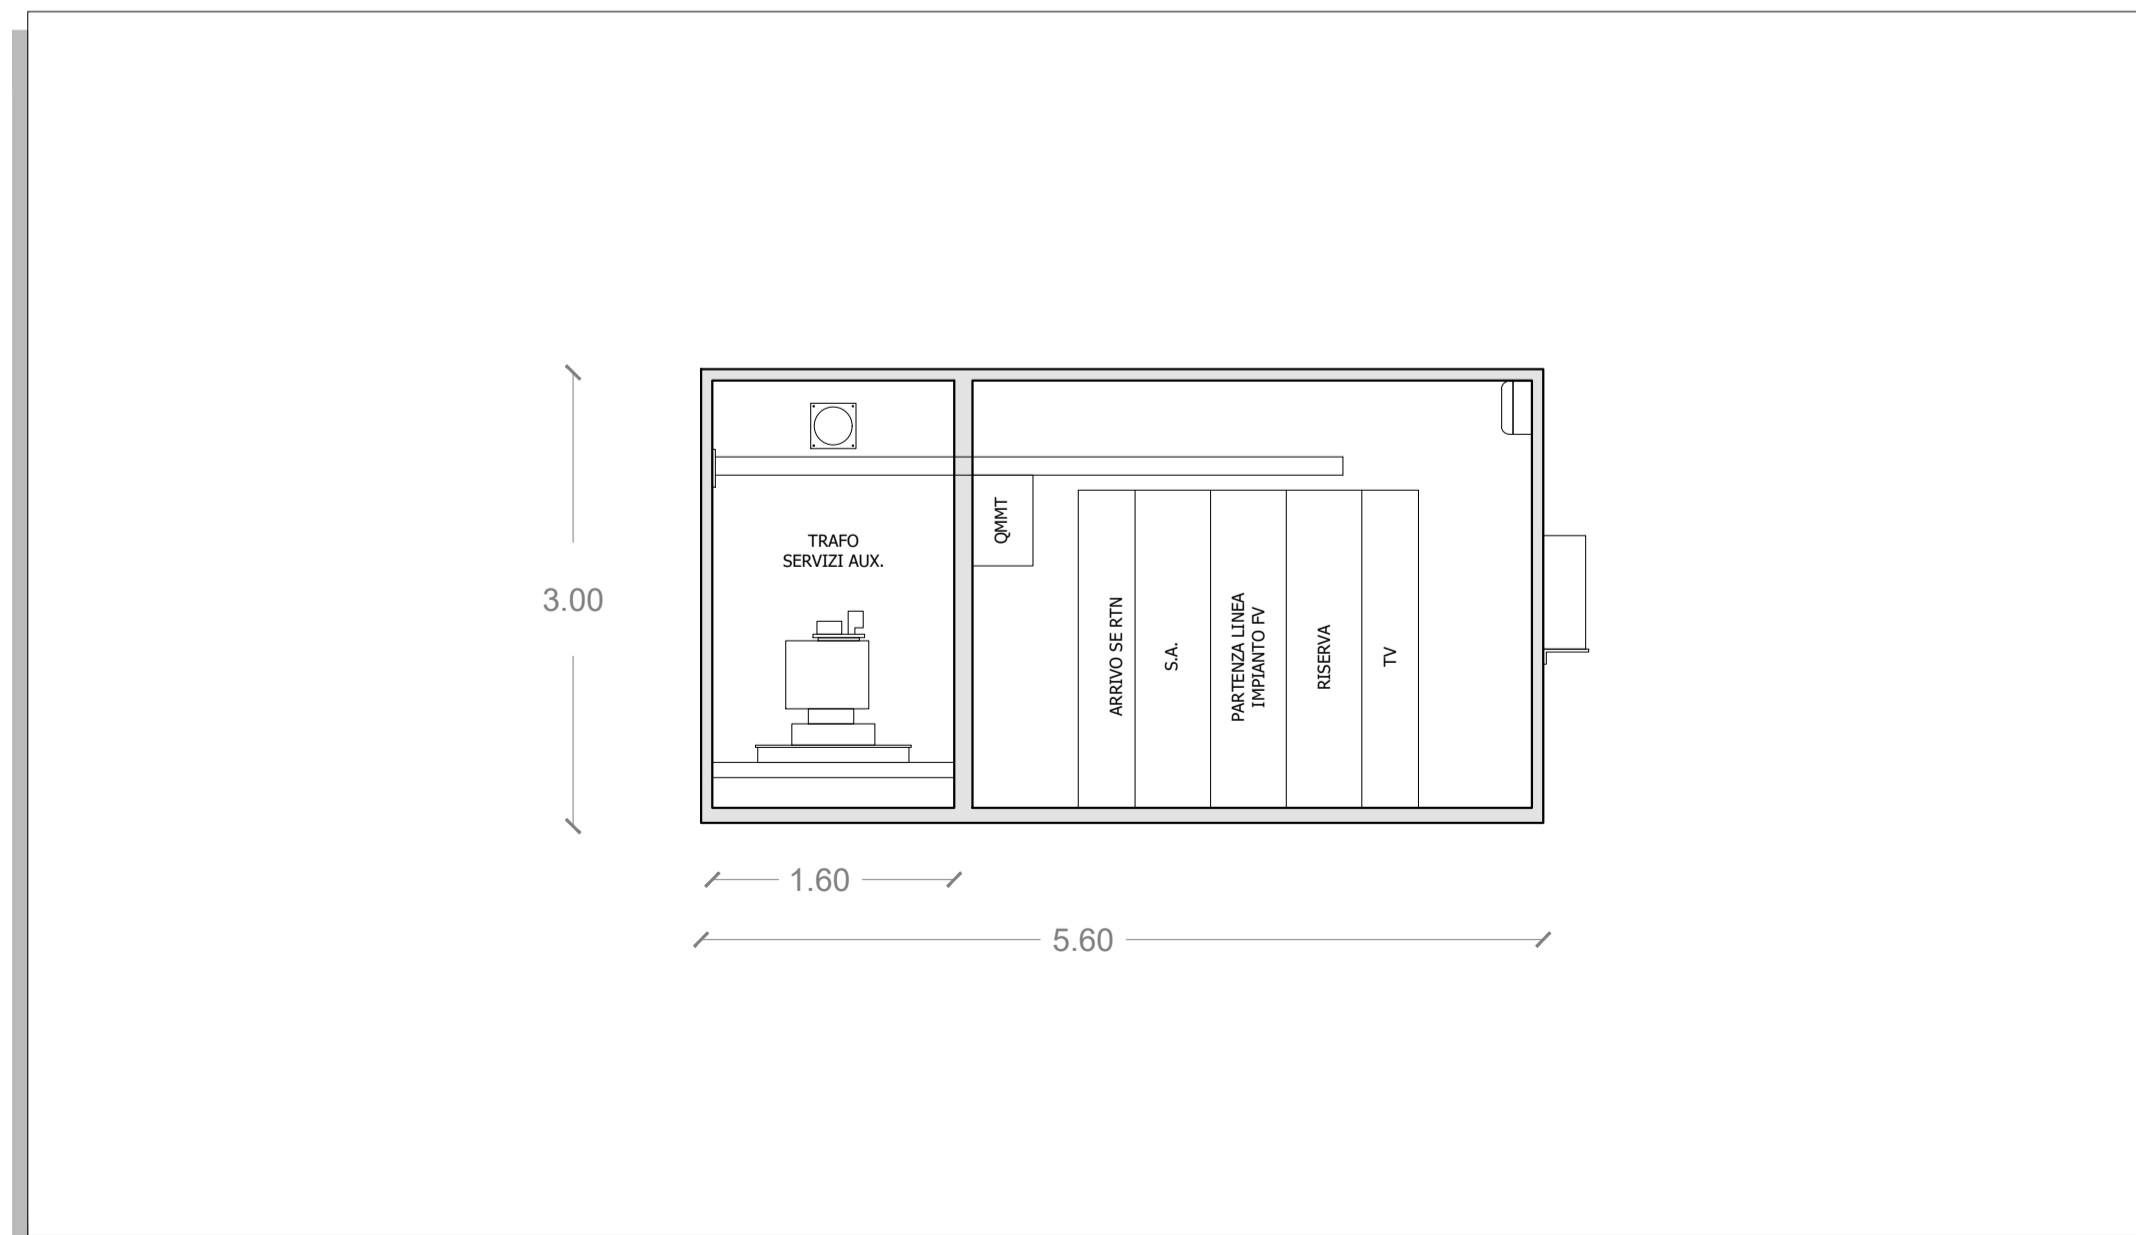 TRAFO
SERVIZI AUX.
QMMT
ARRIVO SE RTN
S.A.
PARTENZA LINEA
IMPIANTO FV
RISERVA
TV
3.00
1.60
5.60